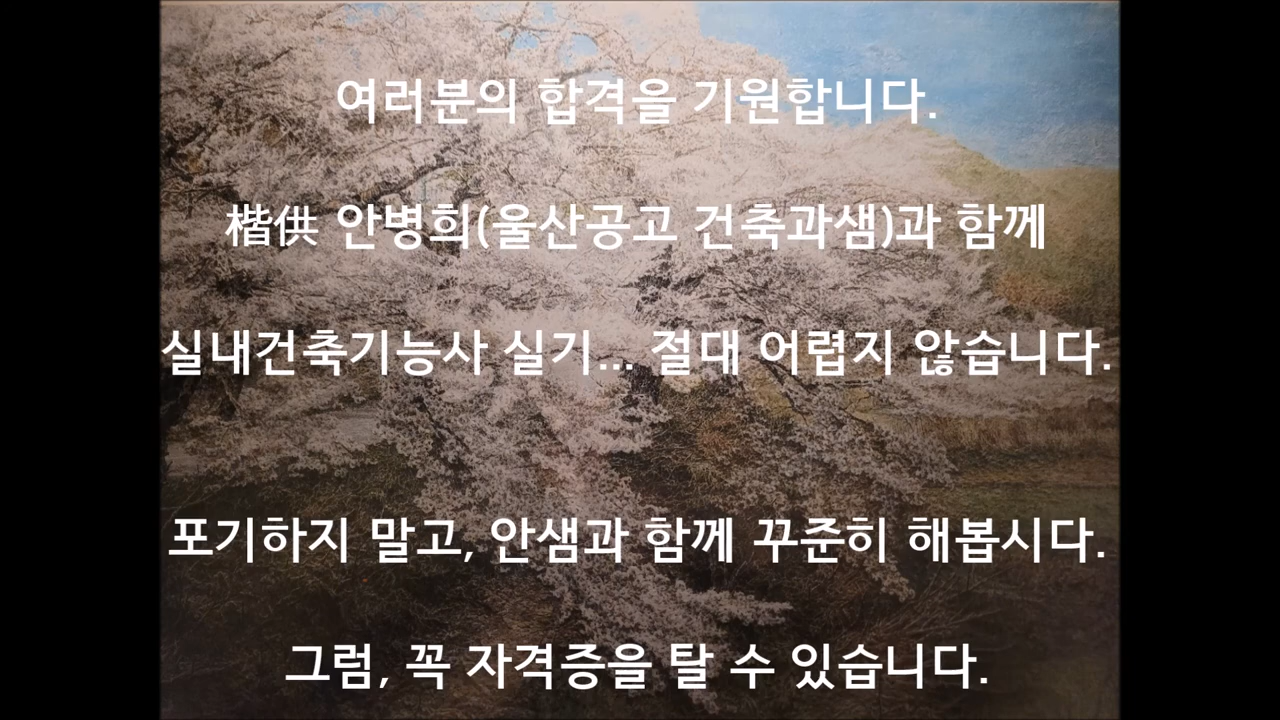 여러분의 합격을 기원합니다.
楷供 안병희(울산공고 건축과샘)과 함께
실내건축기능사 실기... 절대 어렵지 않습니다.
포기하지 말고, 안샘과 함께 꾸준히 해봅시다.
그럼, 꼭 자격증을 탈 수 있습니다.